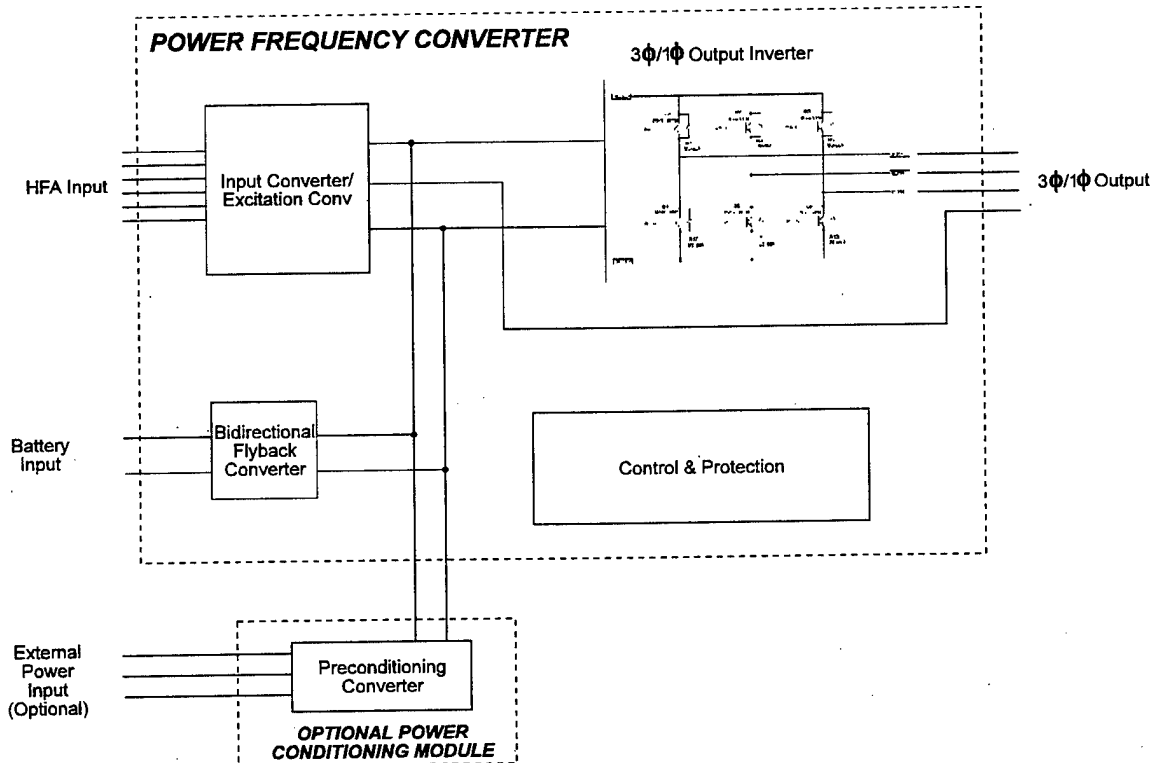 POWER FREQUENCY CONVERTER
3ϕ/1ϕ Output Inverter
HFA Input
Input Converter/
Excitation Conv
3ϕ/1ϕ Output
Battery
Input
Bidirectional
Flyback
Converter
Control & Protection
External
Power
Input
(Optional)
Preconditioning
Converter
OPTIONAL POWER
CONDITIONING MODULE